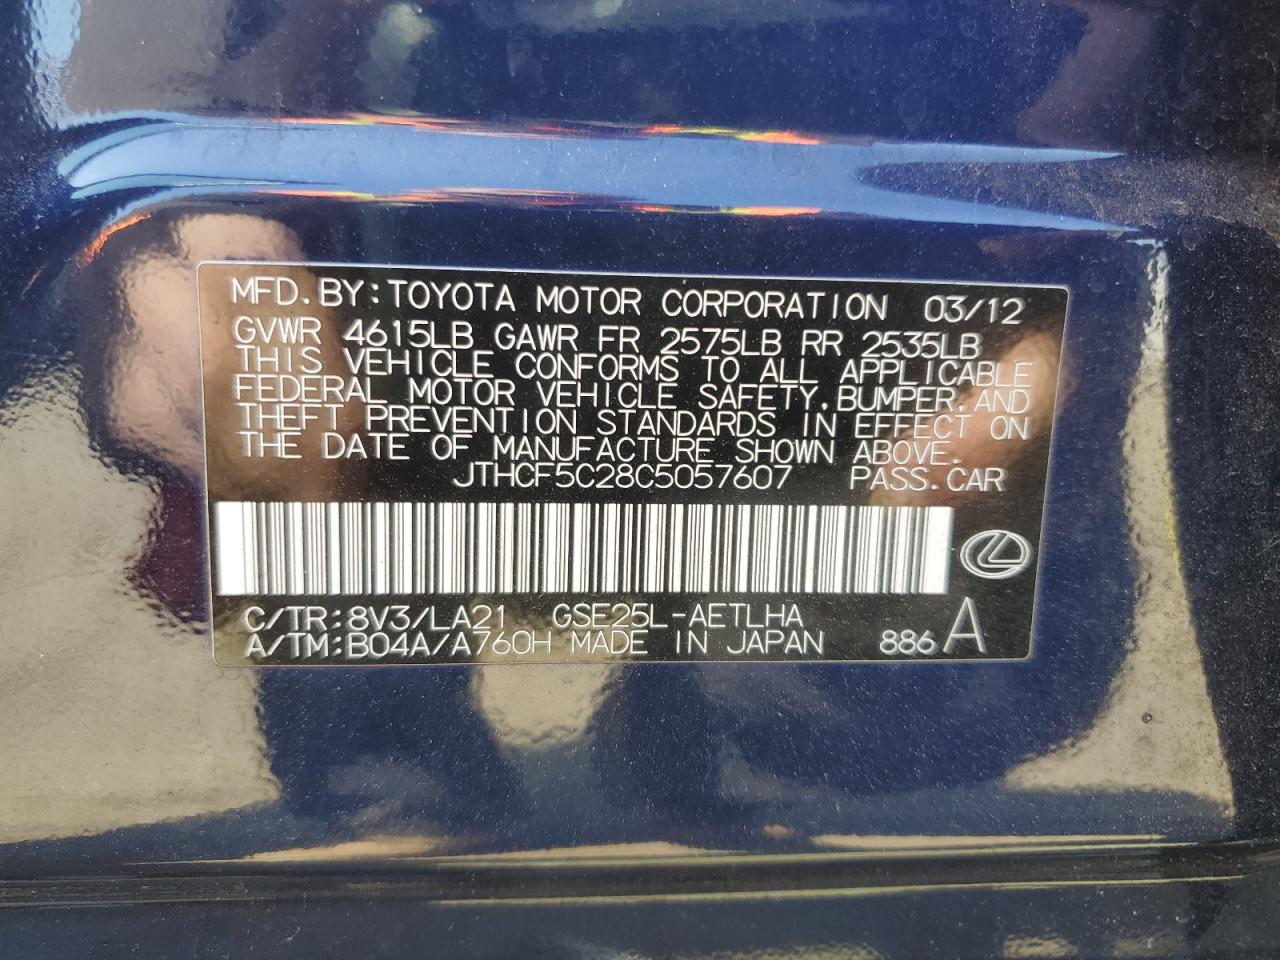 MFD.BY:TOYOTA MOTOR CORPORATION 03/12
GVWR 4615LB GAWR FR 2575LB RR 2535LB
THIS VEHICLE CONFORMS TO ALL APPLICABLE
FEDERAL MOTOR VEHICLE SAFETY,BUMPER,AND
THEFT PREVENTION STANDARDS IN EFFECT ON
THE DATE OF MANUFACTURE SHOWN ABOVE.
JTHCF5C28C5057607 PASS.CAR
C/TR:8V3/LA21 GSE25L-AETLHA
A/TM:B04A/A760H MADE IN JAPAN 886 A